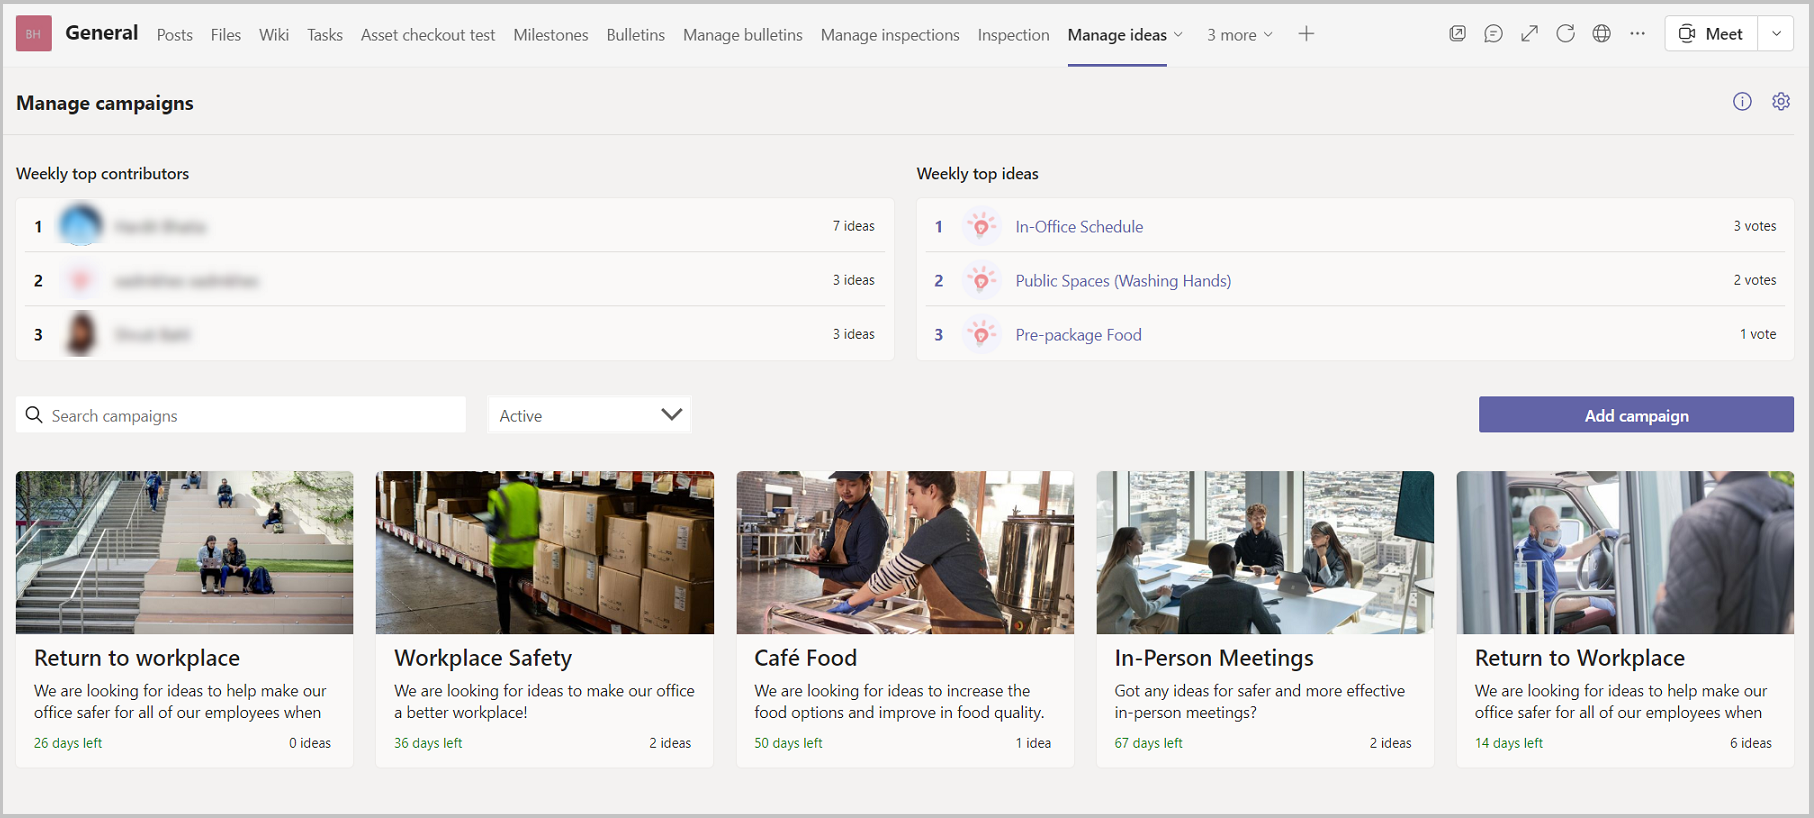 BH General Posts Files Wiki Tasks Asset checkout test Milestones Bulletins Manage bulletins Manage inspections Inspection Manage ideas 3 more Meet
Manage campaigns
Weekly top contributors
1 7 ideas
2 3 ideas
3 3 ideas
Weekly top ideas
1 In-Office Schedule 3 votes
2 Public Spaces (Washing Hands) 2 votes
3 Pre-package Food 1 vote
Search campaigns Active Add campaign
Return to workplace
We are looking for ideas to help make our
office safer for all of our employees when
26 days left 0 ideas
Workplace Safety
We are looking for ideas to make our office
a better workplace!
36 days left 2 ideas
Café Food
We are looking for ideas to increase the
food options and improve in food quality.
50 days left 1 idea
In-Person Meetings
Got any ideas for safer and more effective
in-person meetings?
67 days left 2 ideas
Return to Workplace
We are looking for ideas to help make our
office safer for all of our employees when
14 days left 6 ideas